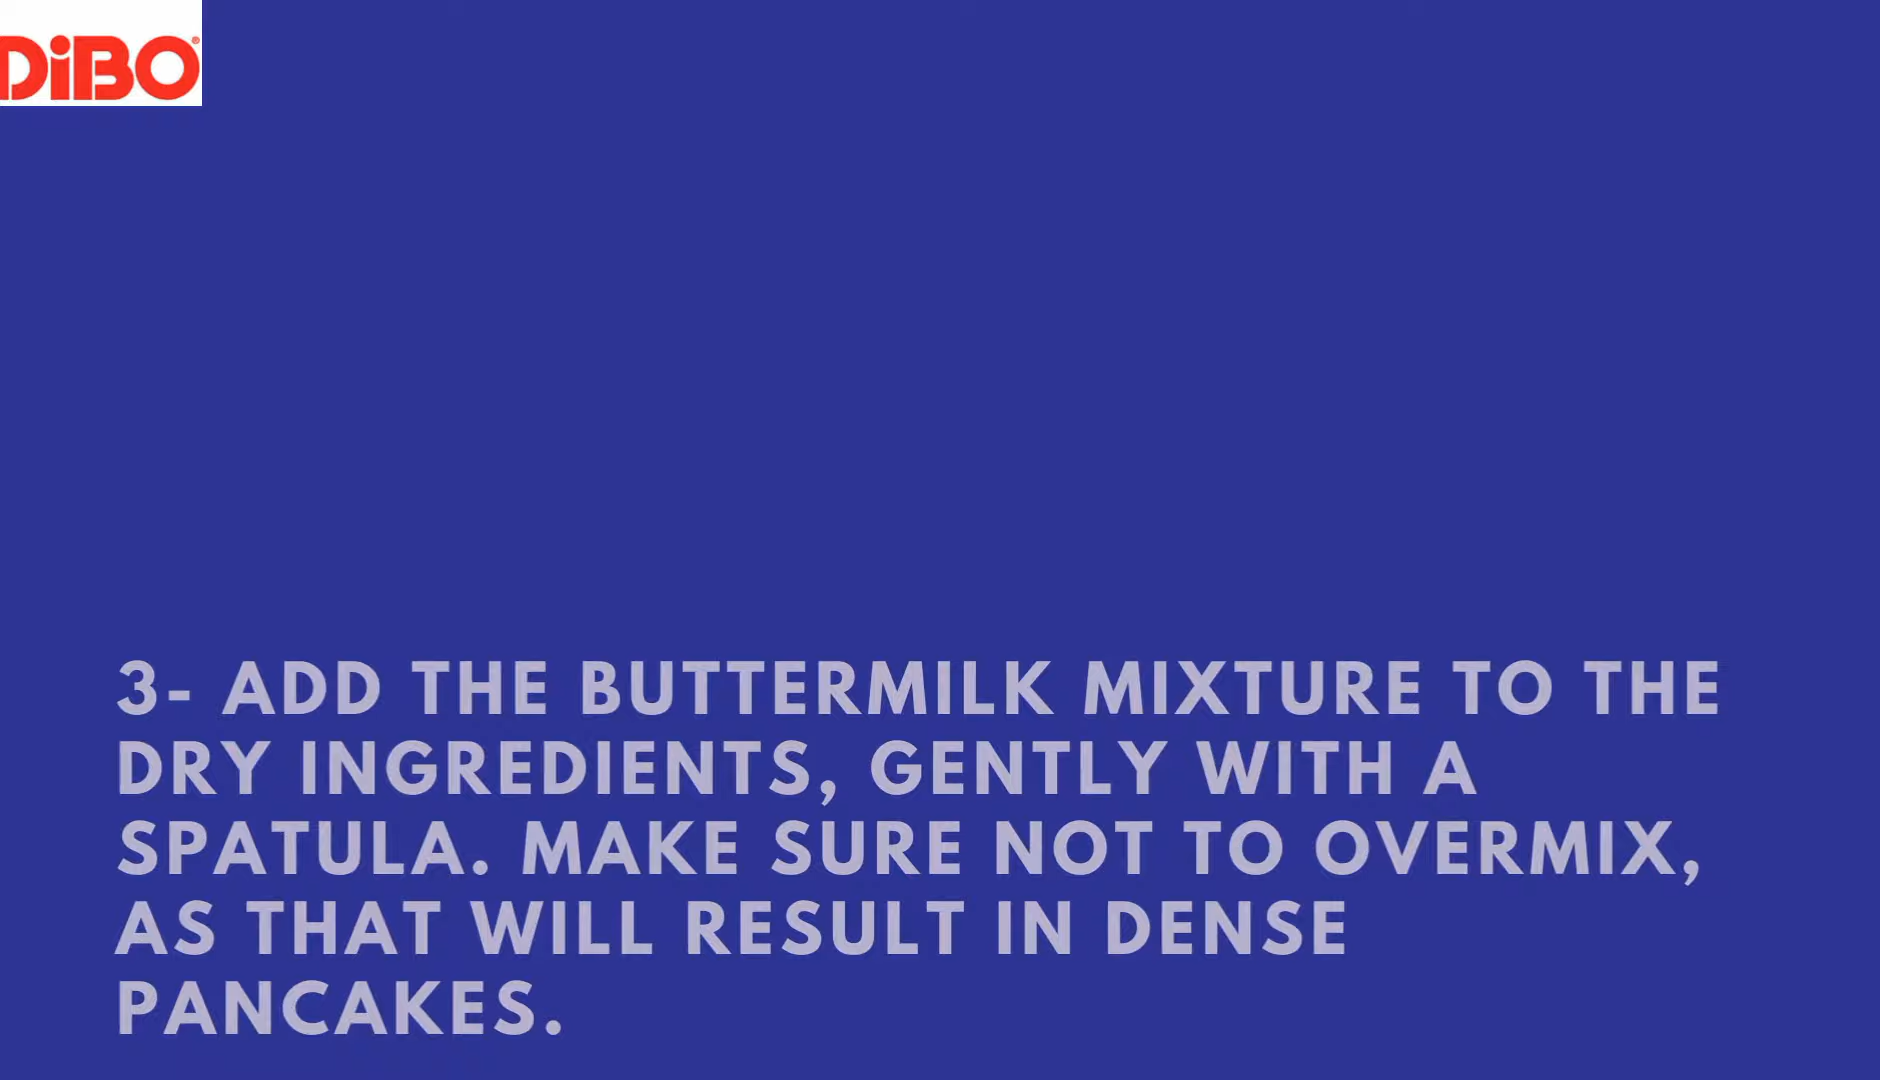 DiBO®
3- ADD THE BUTTERMILK MIXTURE TO THE
DRY INGREDIENTS, GENTLY WITH A
SPATULA. MAKE SURE NOT TO OVERMIX,
AS THAT WILL RESULT IN DENSE
PANCAKES.